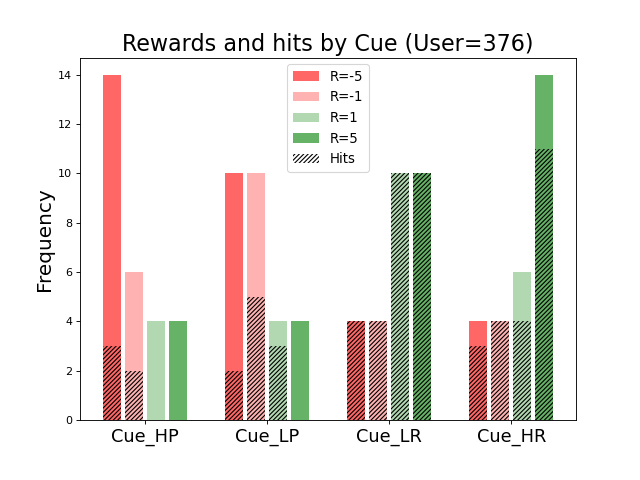 Rewards and hits by Cue (User=376)
R=-5
R=-1
R=1
R=5
Hits
Frequency
14
12
10
8
6
4
2
0
Cue_HP
Cue_LP
Cue_LR
Cue_HR